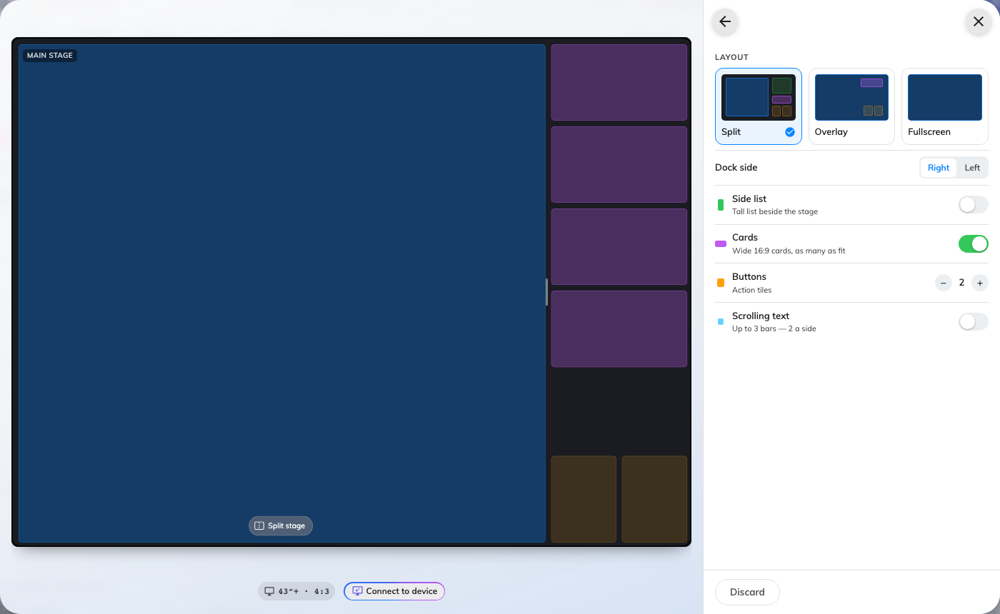 MAIN STAGE
Split stage
43″+ · 4:3
Connect to device
LAYOUT
Split
Overlay
Fullscreen
Dock side
Right
Left
Side list
Tall list beside the stage
Cards
Wide 16:9 cards, as many as fit
Buttons
Action tiles
− 2 +
Scrolling text
Up to 3 bars — 2 a side
Discard